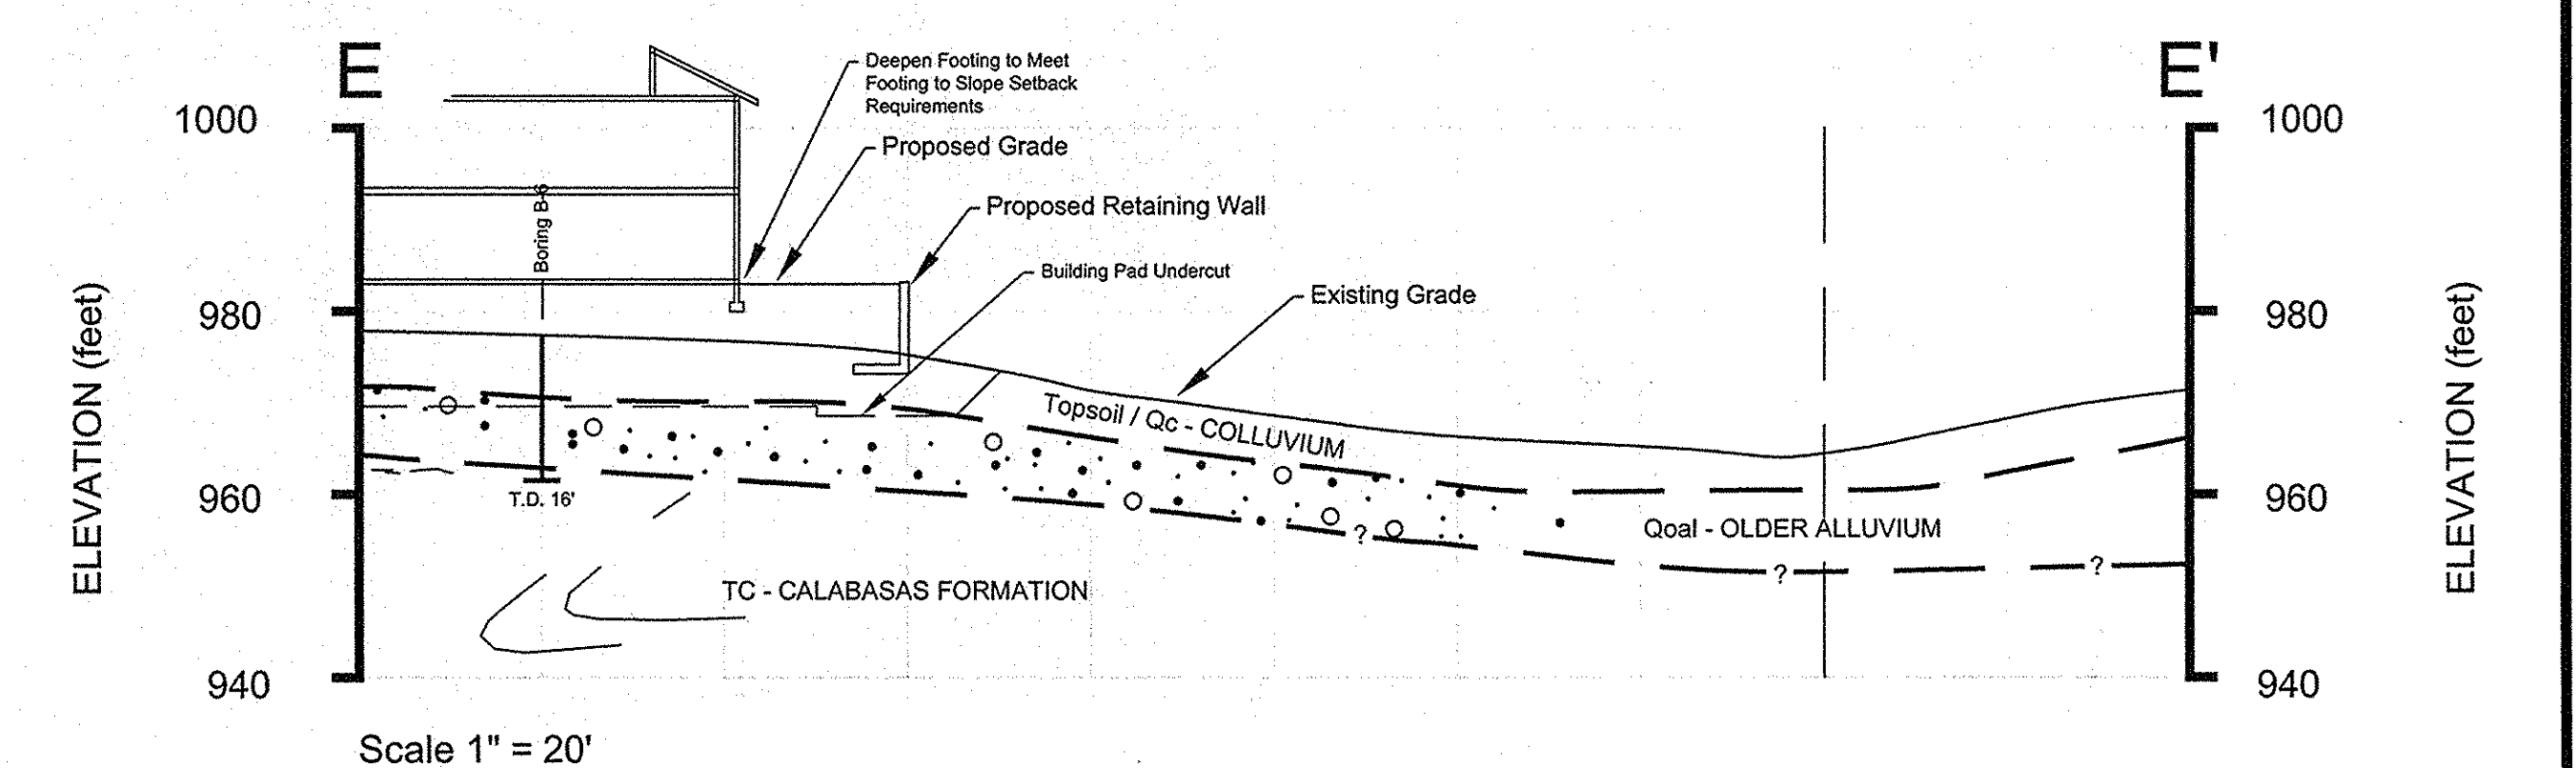 E
E'
Deepen Footing to Meet
Footing to Slope Setback
Requirements
1000
1000
Proposed Grade
Proposed Retaining Wall
Boring B-6
Building Pad Undercut
Existing Grade
980
980
ELEVATION (feet)
ELEVATION (feet)
Topsoil / Qc - COLLUVIUM
960
T.D. 16'
960
Qoal - OLDER ALLUVIUM
?
?
?
TC - CALABASAS FORMATION
940
940
Scale 1" = 20'